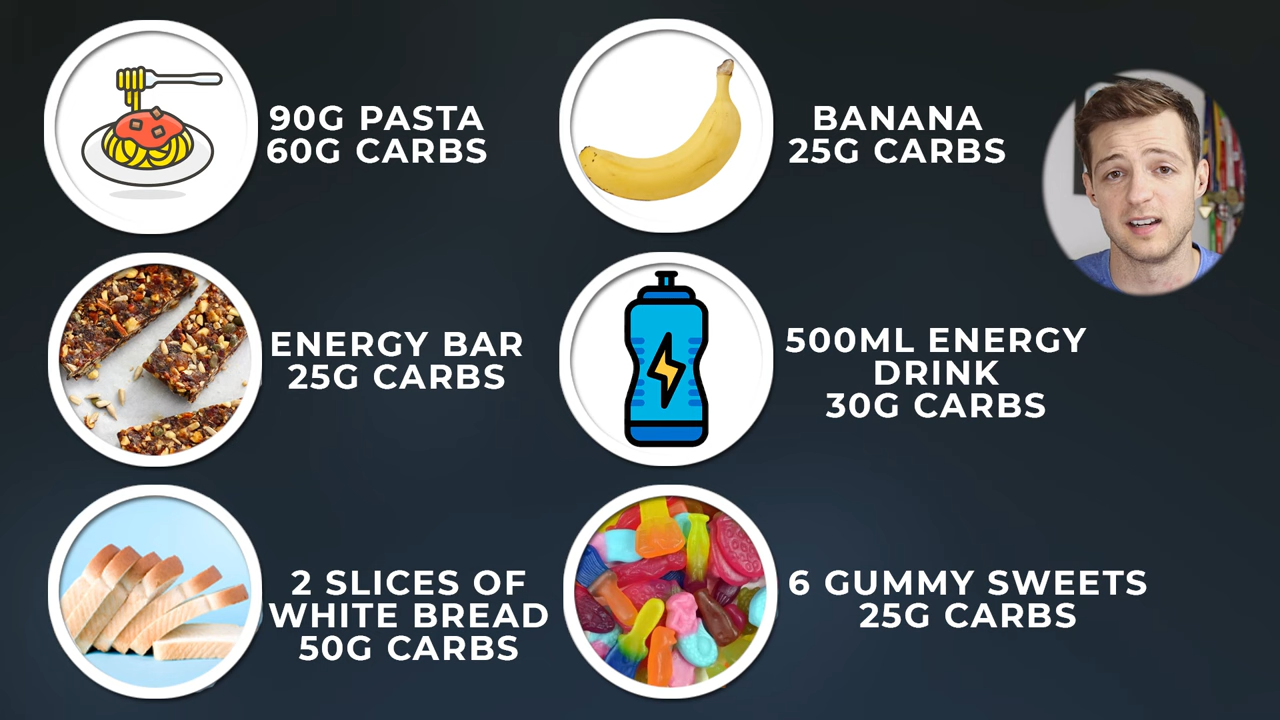 90G PASTA
60G CARBS
BANANA
25G CARBS
ENERGY BAR
25G CARBS
500ML ENERGY
DRINK
30G CARBS
2 SLICES OF
WHITE BREAD
50G CARBS
6 GUMMY SWEETS
25G CARBS